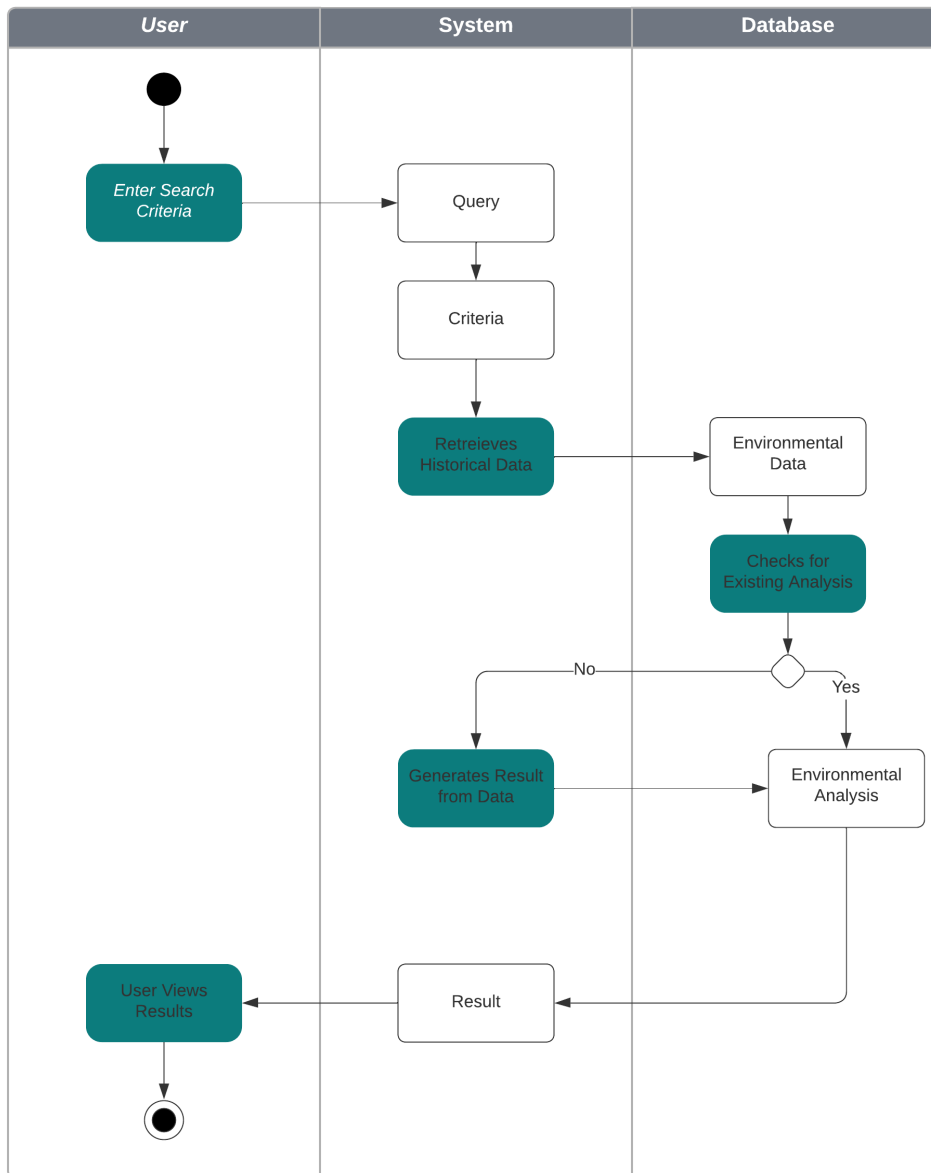 User
System
Database
Enter Search
Criteria
Query
Criteria
Retreieves
Historical Data
Environmental
Data
Checks for
Existing Analysis
No
Yes
Generates Result
from Data
Environmental
Analysis
User Views
Results
Result